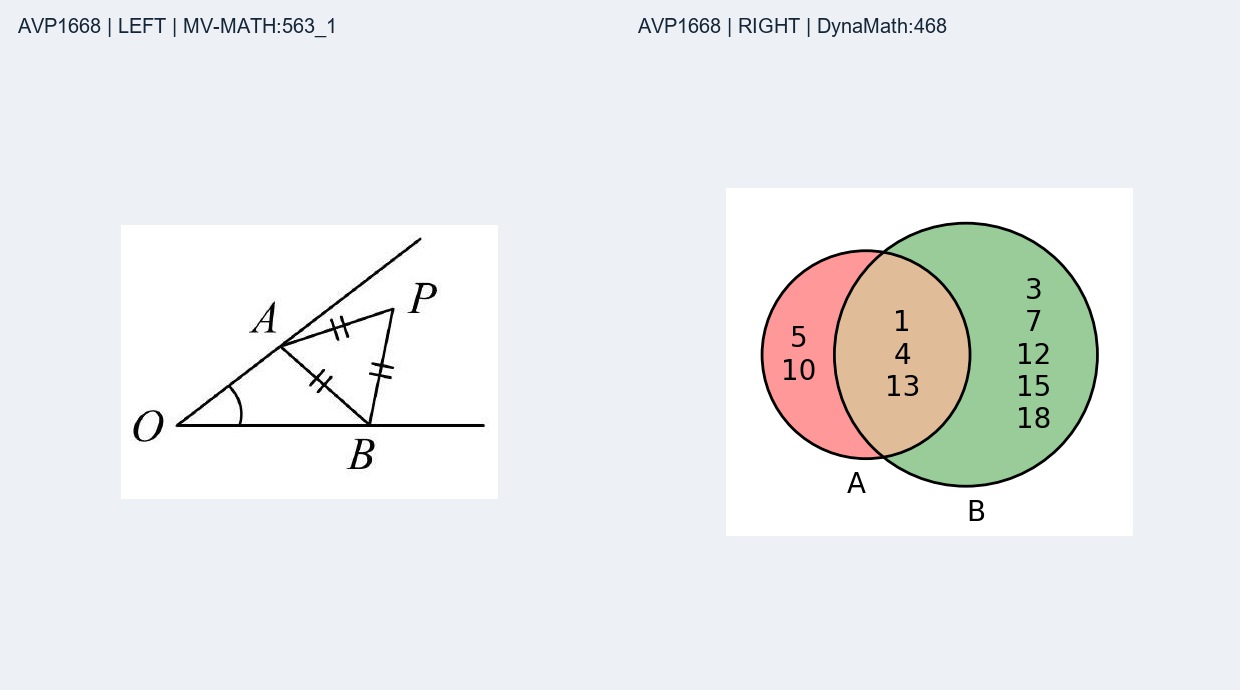 AVP1668 | LEFT | MV-MATH:563_1
AVP1668 | RIGHT | DynaMath:468
A
P
O
B
5
10
1
4
13
3
7
12
15
18
A
B